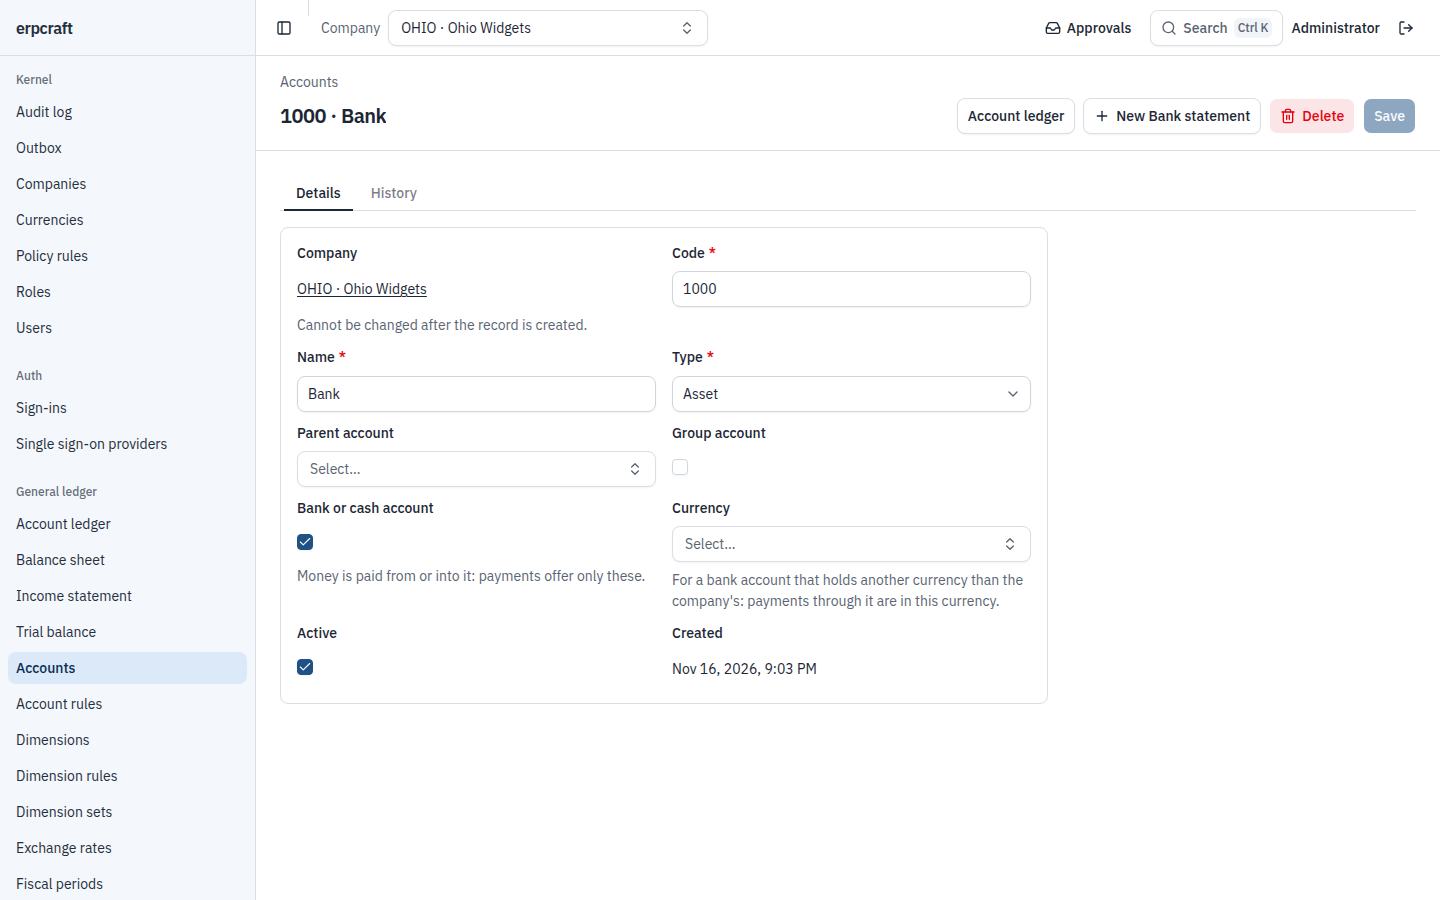 erpcraft
Company
OHIO · Ohio Widgets
Approvals
Search Ctrl K
Administrator
Kernel
Audit log
Outbox
Companies
Currencies
Policy rules
Roles
Users
Auth
Sign-ins
Single sign-on providers
General ledger
Account ledger
Balance sheet
Income statement
Trial balance
Accounts
Account rules
Dimensions
Dimension rules
Dimension sets
Exchange rates
Fiscal periods
Accounts
1000 · Bank
Account ledger
New Bank statement
Delete
Save
Details
History
Company
OHIO · Ohio Widgets
Cannot be changed after the record is created.
Code *
1000
Name *
Bank
Type *
Asset
Parent account
Select...
Group account
Bank or cash account
Money is paid from or into it: payments offer only these.
Currency
Select...
For a bank account that holds another currency than the
company's: payments through it are in this currency.
Active
Created
Nov 16, 2026, 9:03 PM